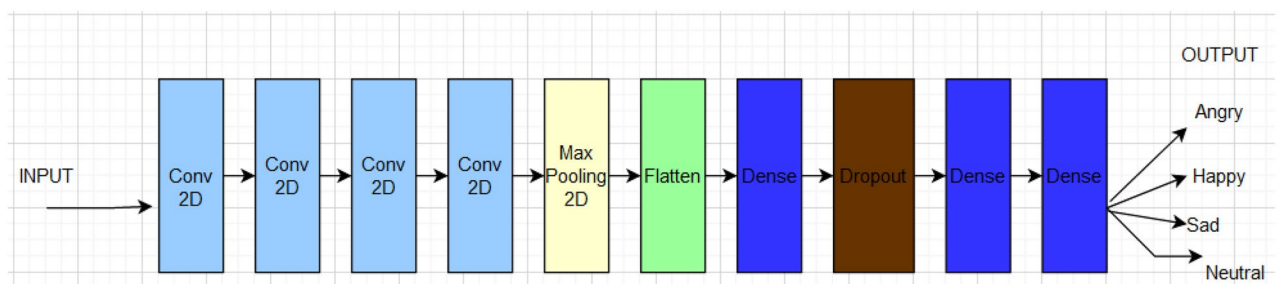 INPUT
Conv
2D
Conv
2D
Conv
2D
Conv
2D
Max
Pooling
2D
Flatten
Dense
Dropout
Dense
Dense
OUTPUT
Angry
Happy
Sad
Neutral